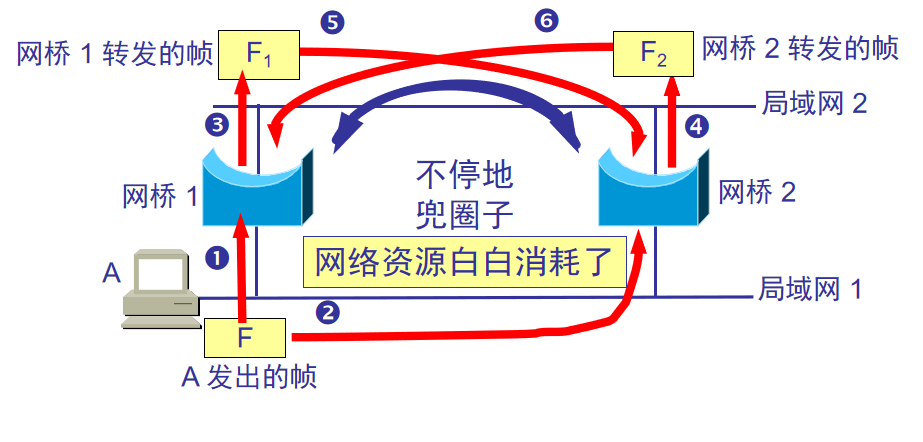 ❺
❻
网桥 1 转发的帧
F1
F2
网桥 2 转发的帧
局域网 2
❸
❹
网桥 1
不停地
兜圈子
网桥 2
❶
网络资源白白消耗了
A
局域网 1
❷
F
A 发出的帧